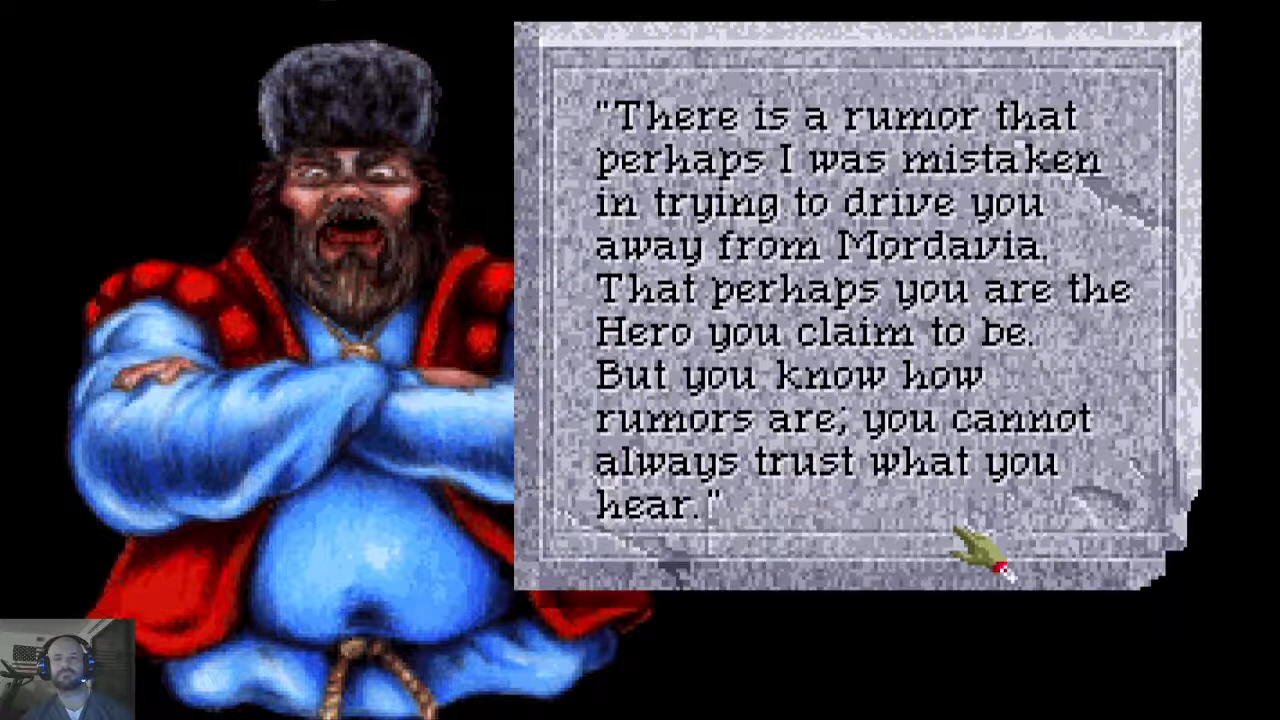 "There is a rumor that
perhaps I was mistaken
in trying to drive you
away from Mordavia.
That perhaps you are the
Hero you claim to be.
But you know how
rumors are; you cannot
always trust what you
hear."